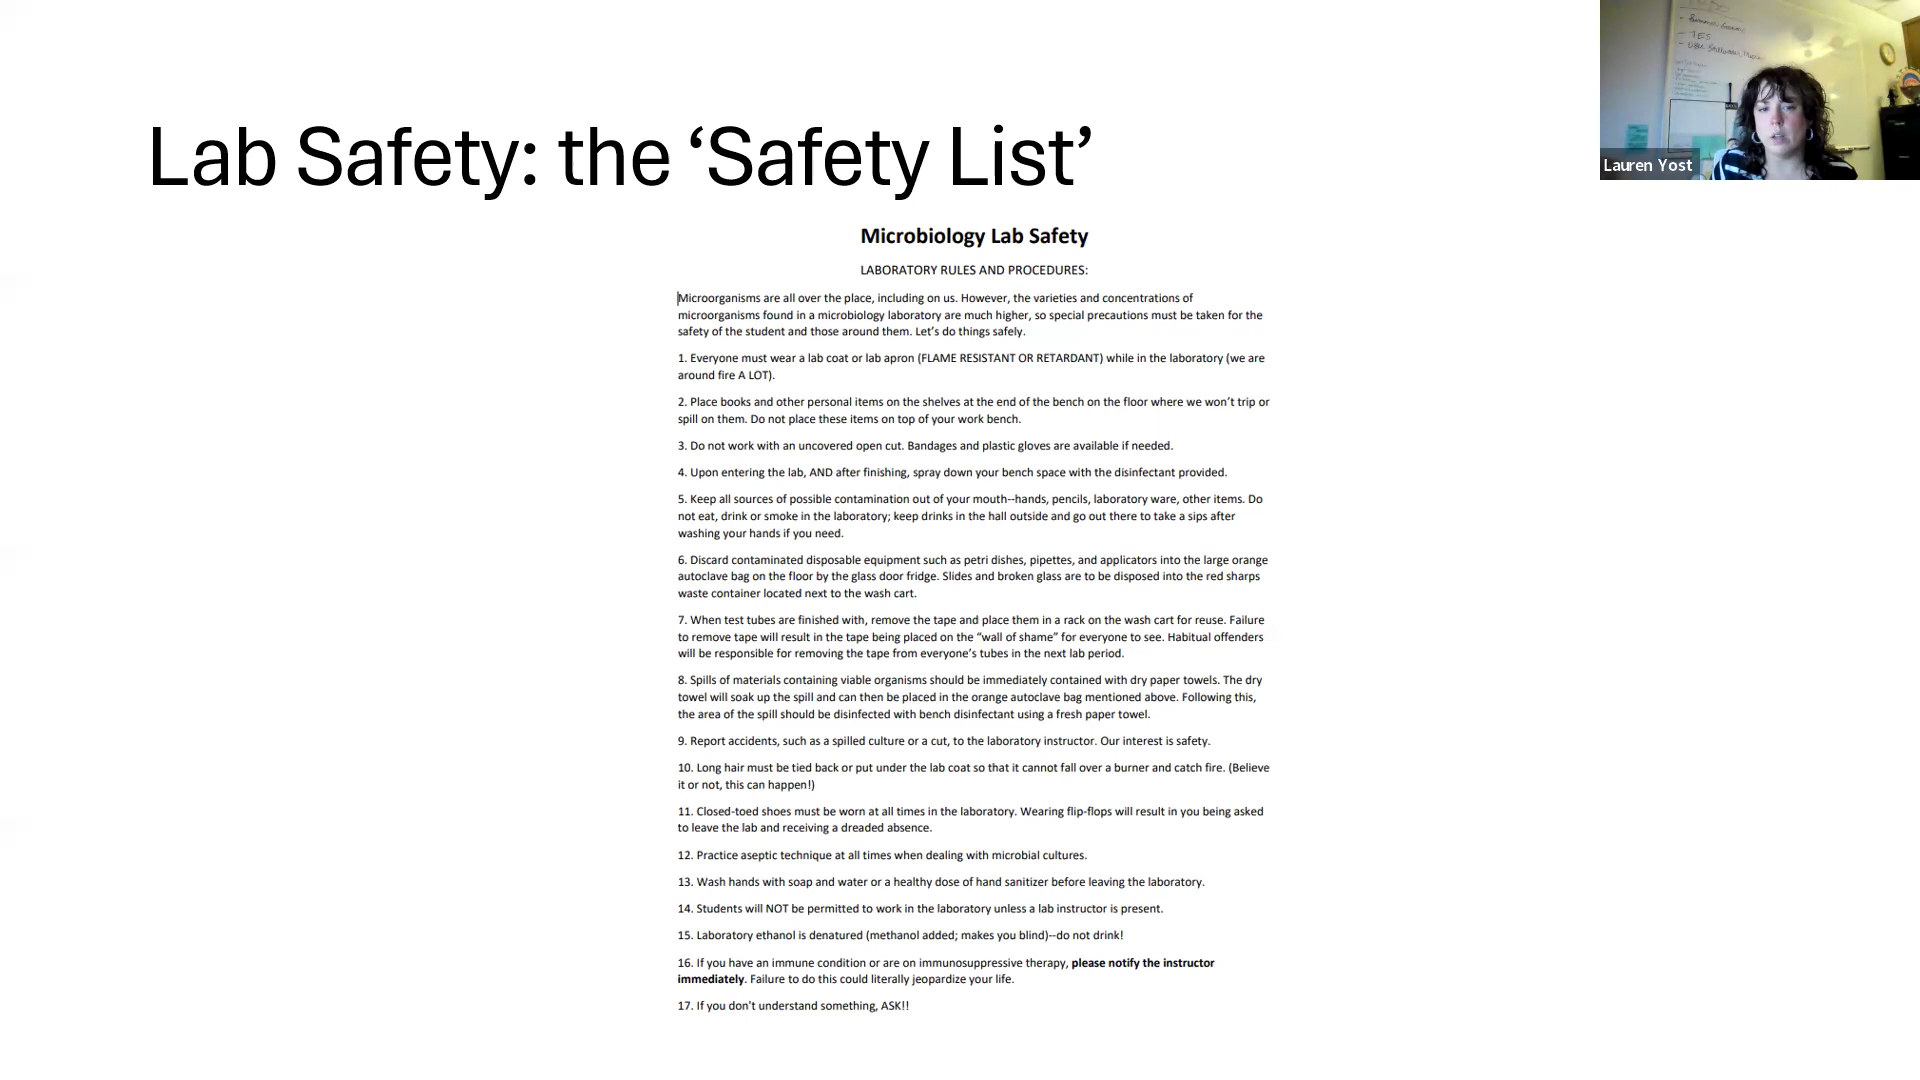 Lab Safety: the ‘Safety List’
Lauren Yost
Microbiology Lab Safety
LABORATORY RULES AND PROCEDURES:
Microorganisms are all over the place, including on us. However, the varieties and concentrations of
microorganisms found in a microbiology laboratory are much higher, so special precautions must be taken for the
safety of the student and those around them. Let’s do things safely.
1. Everyone must wear a lab coat or lab apron (FLAME RESISTANT OR RETARDANT) while in the laboratory (we are
around fire A LOT).
2. Place books and other personal items on the shelves at the end of the bench on the floor where we won’t trip or
spill on them. Do not place these items on top of your work bench.
3. Do not work with an uncovered open cut. Bandages and plastic gloves are available if needed.
4. Upon entering the lab, AND after finishing, spray down your bench space with the disinfectant provided.
5. Keep all sources of possible contamination out of your mouth--hands, pencils, laboratory ware, other items. Do
not eat, drink or smoke in the laboratory; keep drinks in the hall outside and go out there to take a sips after
washing your hands if you need.
6. Discard contaminated disposable equipment such as petri dishes, pipettes, and applicators into the large orange
autoclave bag on the floor by the glass door fridge. Slides and broken glass are to be disposed into the red sharps
waste container located next to the wash cart.
7. When test tubes are finished with, remove the tape and place them in a rack on the wash cart for reuse. Failure
to remove tape will result in the tape being placed on the “wall of shame” for everyone to see. Habitual offenders
will be responsible for removing the tape from everyone’s tubes in the next lab period.
8. Spills of materials containing viable organisms should be immediately contained with dry paper towels. The dry
towel will soak up the spill and can then be placed in the orange autoclave bag mentioned above. Following this,
the area of the spill should be disinfected with bench disinfectant using a fresh paper towel.
9. Report accidents, such as a spilled culture or a cut, to the laboratory instructor. Our interest is safety.
10. Long hair must be tied back or put under the lab coat so that it cannot fall over a burner and catch fire. (Believe
it or not, this can happen!)
11. Closed-toed shoes must be worn at all times in the laboratory. Wearing flip-flops will result in you being asked
to leave the lab and receiving a dreaded absence.
12. Practice aseptic technique at all times when dealing with microbial cultures.
13. Wash hands with soap and water or a healthy dose of hand sanitizer before leaving the laboratory.
14. Students will NOT be permitted to work in the laboratory unless a lab instructor is present.
15. Laboratory ethanol is denatured (methanol added; makes you blind)--do not drink!
16. If you have an immune condition or are on immunosuppressive therapy, please notify the instructor
immediately. Failure to do this could literally jeopardize your life.
17. If you don't understand something, ASK!!